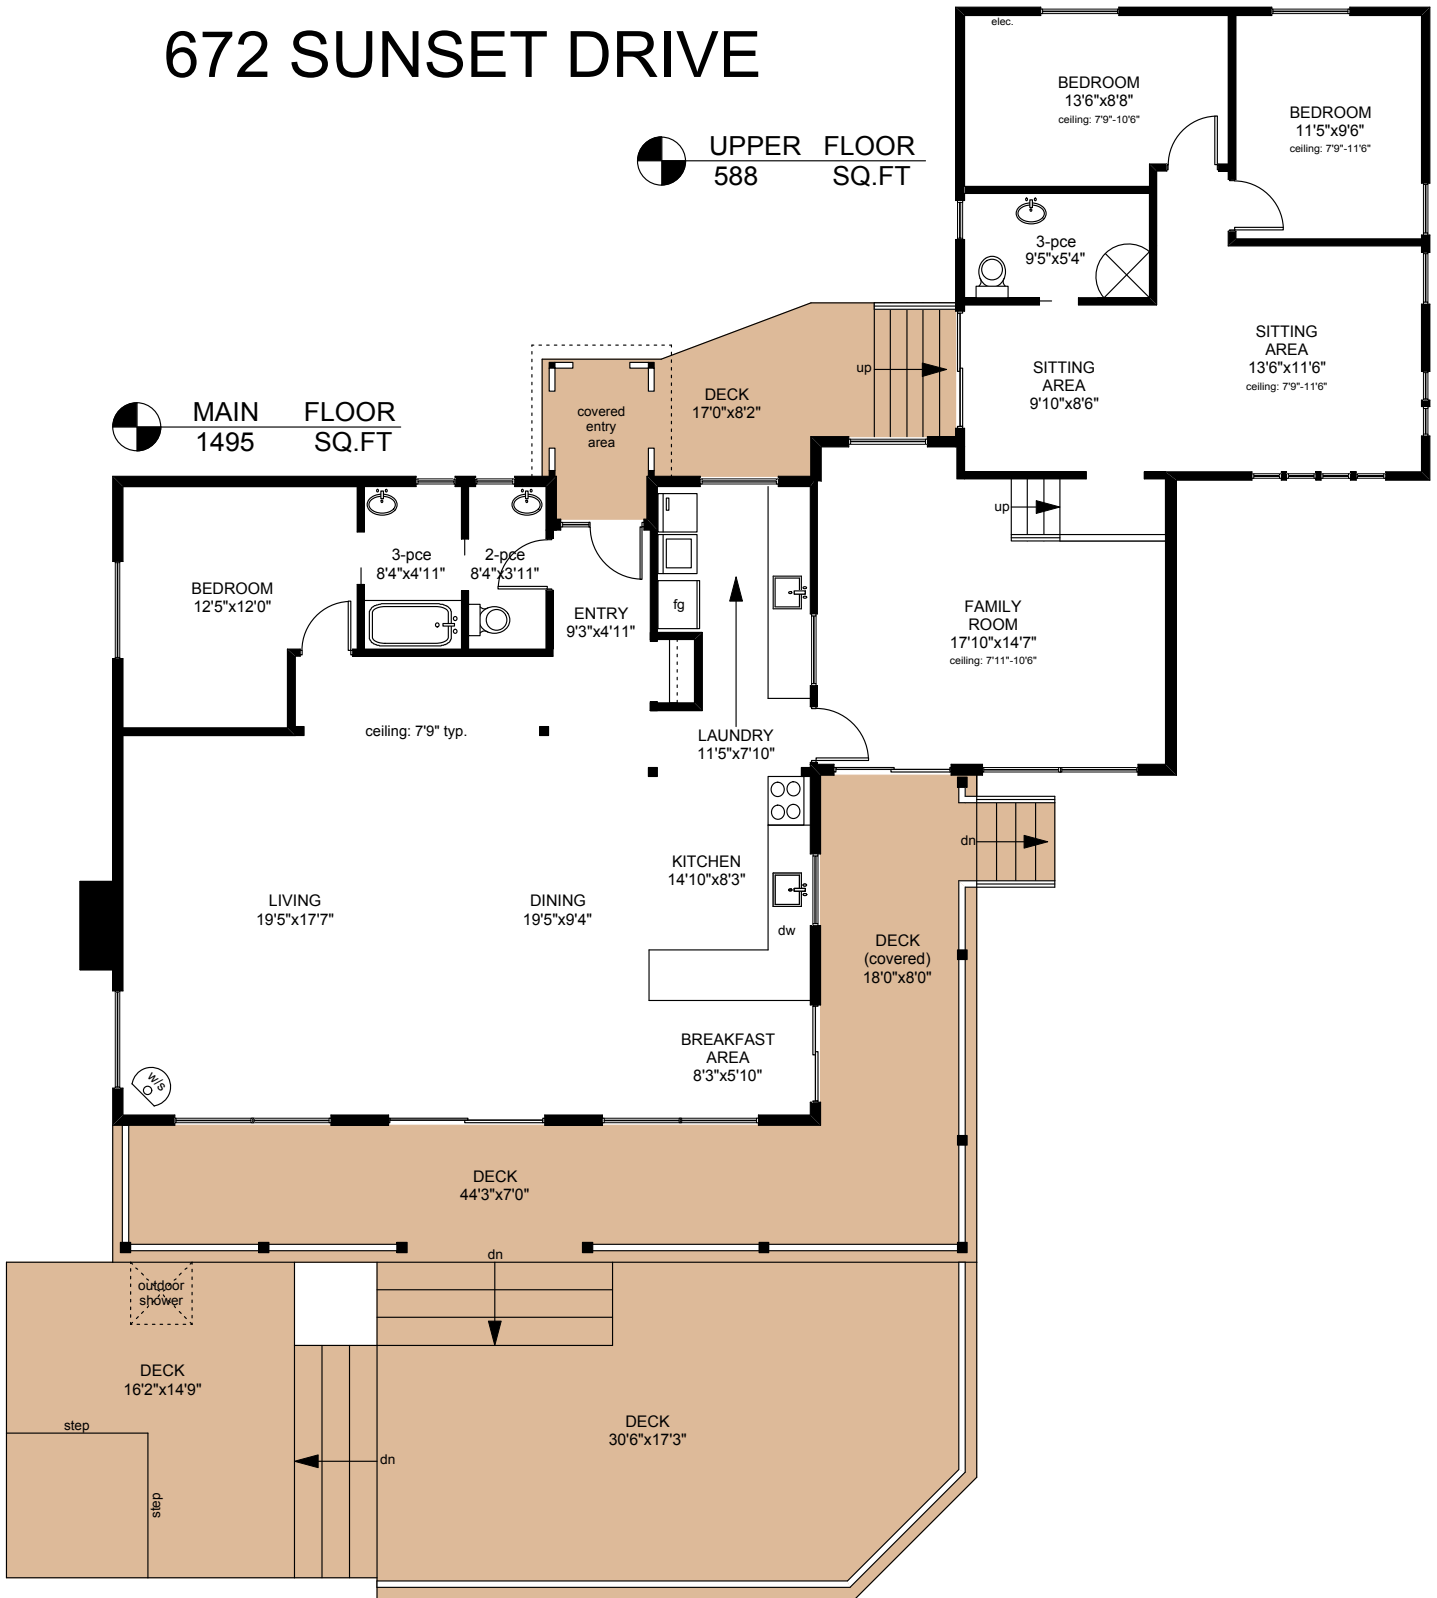 672 SUNSET DRIVE
UPPER FLOOR
588 SQ.FT
elec.
BEDROOM
13'6"x8'8"
ceiling: 7'9"-10'6"
BEDROOM
11'5"x9'6"
ceiling: 7'9"-11'6"
3-pce
9'5"x5'4"
SITTING
AREA
13'6"x11'6"
ceiling: 7'9"-11'6"
SITTING
AREA
9'10"x8'6"
up
DECK
17'0"x8'2"
covered
entry
area
MAIN FLOOR
1495 SQ.FT
up
3-pce
8'4"x4'11"
2-pce
8'4"x3'11"
BEDROOM
12'5"x12'0"
ENTRY
9'3"x4'11"
fg
FAMILY
ROOM
17'10"x14'7"
ceiling: 7'11"-10'6"
ceiling: 7'9" typ.
LAUNDRY
11'5"x7'10"
dn
KITCHEN
14'10"x8'3"
LIVING
19'5"x17'7"
DINING
19'5"x9'4"
dw
DECK
(covered)
18'0"x8'0"
BREAKFAST
AREA
8'3"x5'10"
w/s
DECK
44'3"x7'0"
dn
outdoor
shower
DECK
16'2"x14'9"
step
step
dn
DECK
30'6"x17'3"